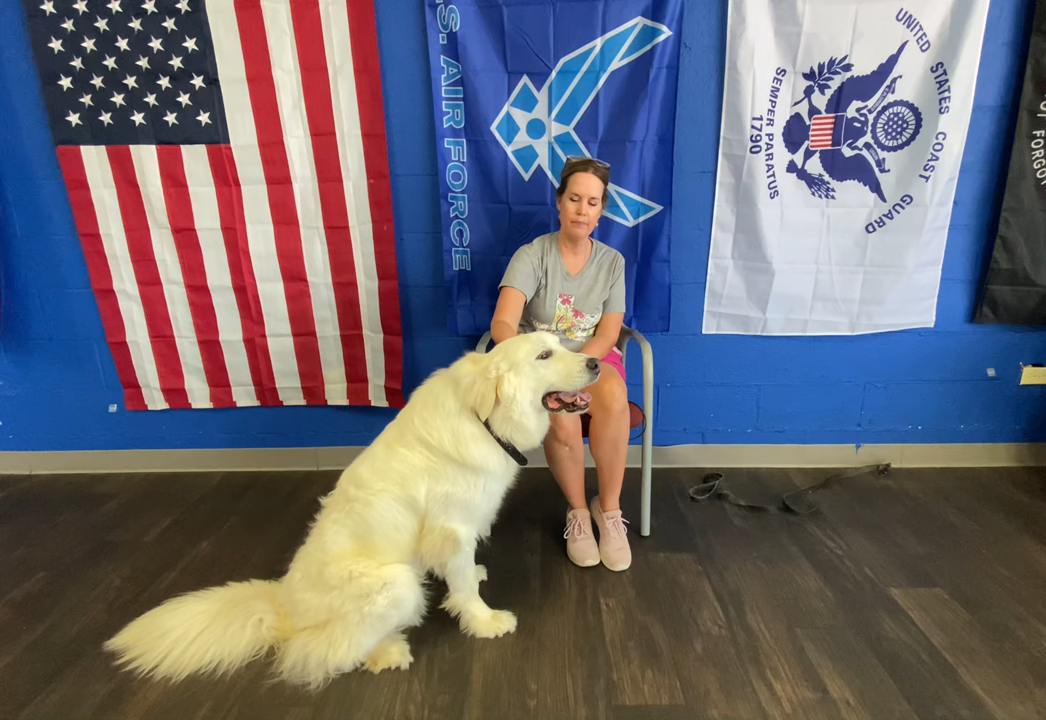 U.S. AIR FORCE
UNITED STATES COAST GUARD
SEMPER PARATUS
1790